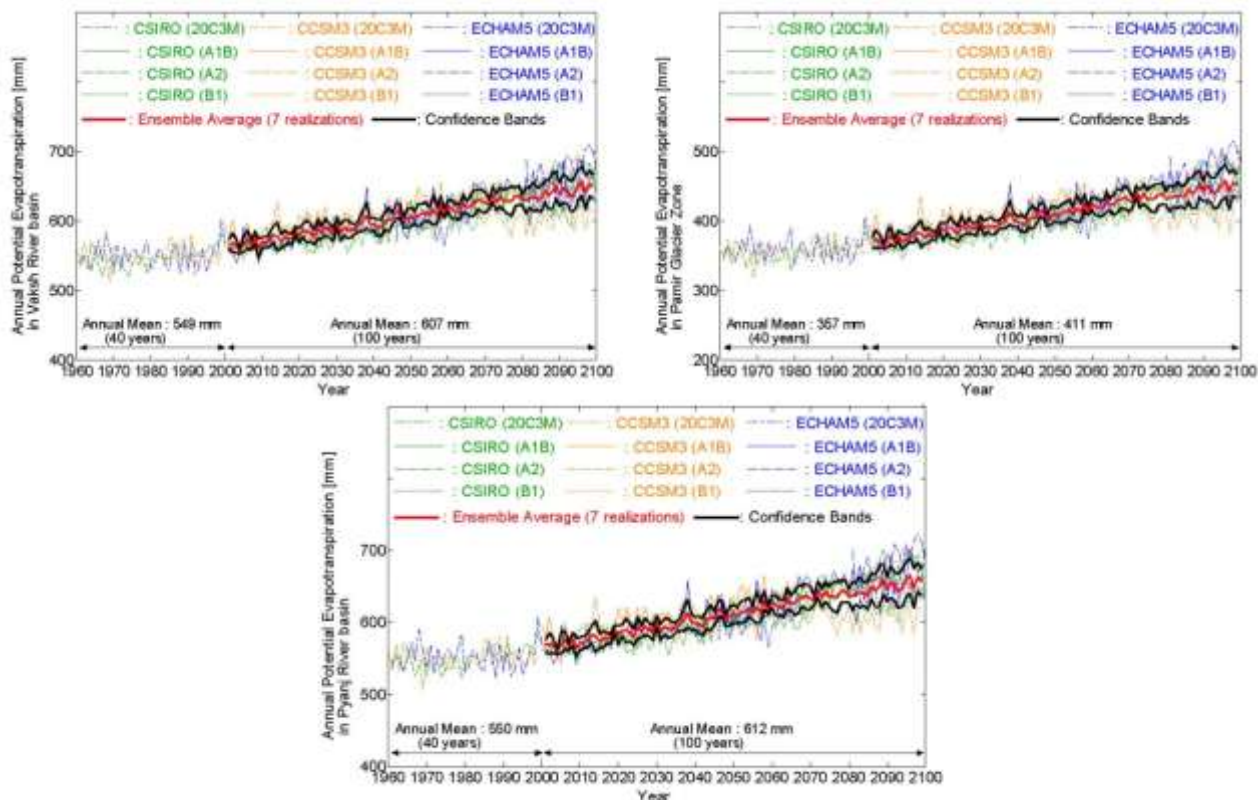 : CSIRO (20C3M) : CCSM3 (20C3M) : ECHAM5 (20C3M)
: CSIRO (A1B) : CCSM3 (A1B) : ECHAM5 (A1B)
: CSIRO (A2) : CCSM3 (A2) : ECHAM5 (A2)
: CSIRO (B1) : CCSM3 (B1) : ECHAM5 (B1)
: Ensemble Average (7 realizations) : Confidence Bands
Annual Potential Evapotranspiration [mm]
in Vaksh River basin
700
600
500
400
Annual Mean : 549 mm
(40 years)
Annual Mean : 607 mm
(100 years)
1960 1970 1980 1990 2000 2010 2020 2030 2040 2050 2060 2070 2080 2090 2100
Year
: CSIRO (20C3M) : CCSM3 (20C3M) : ECHAM5 (20C3M)
: CSIRO (A1B) : CCSM3 (A1B) : ECHAM5 (A1B)
: CSIRO (A2) : CCSM3 (A2) : ECHAM5 (A2)
: CSIRO (B1) : CCSM3 (B1) : ECHAM5 (B1)
: Ensemble Average (7 realizations) : Confidence Bands
Annual Potential Evapotranspiration [mm]
in Pamir Glacier Zone
500
400
300
200
Annual Mean : 357 mm
(40 years)
Annual Mean : 411 mm
(100 years)
1960 1970 1980 1990 2000 2010 2020 2030 2040 2050 2060 2070 2080 2090 2100
Year
: CSIRO (20C3M) : CCSM3 (20C3M) : ECHAM5 (20C3M)
: CSIRO (A1B) : CCSM3 (A1B) : ECHAM5 (A1B)
: CSIRO (A2) : CCSM3 (A2) : ECHAM5 (A2)
: CSIRO (B1) : CCSM3 (B1) : ECHAM5 (B1)
: Ensemble Average (7 realizations) : Confidence Bands
Annual Potential Evapotranspiration [mm]
in Pyanj River basin
700
600
500
400
Annual Mean : 550 mm
(40 years)
Annual Mean : 612 mm
(100 years)
1960 1970 1980 1990 2000 2010 2020 2030 2040 2050 2060 2070 2080 2090 2100
Year